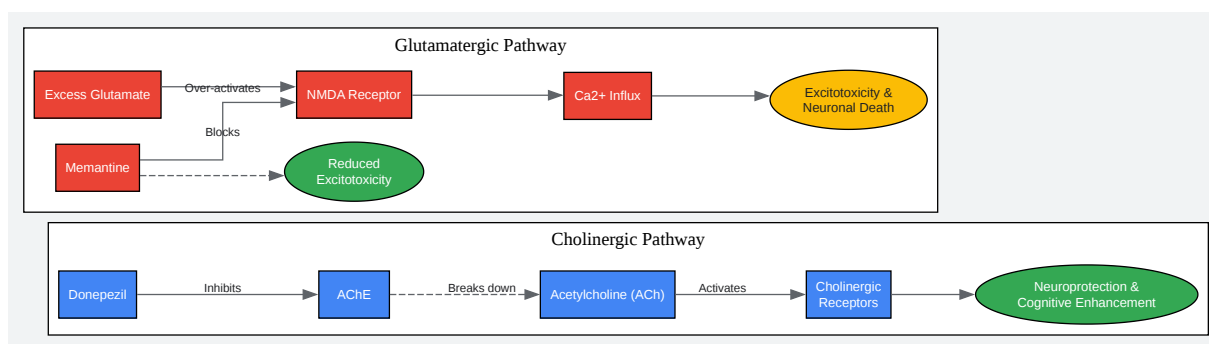 Glutamatergic Pathway
Excess Glutamate
Over-activates
NMDA Receptor
Ca2+ Influx
Excitotoxicity &
Neuronal Death
Blocks
Memantine
Reduced
Excitotoxicity
Cholinergic Pathway
Donepezil
Inhibits
AChE
Breaks down
Acetylcholine (ACh)
Activates
Cholinergic
Receptors
Neuroprotection &
Cognitive Enhancement